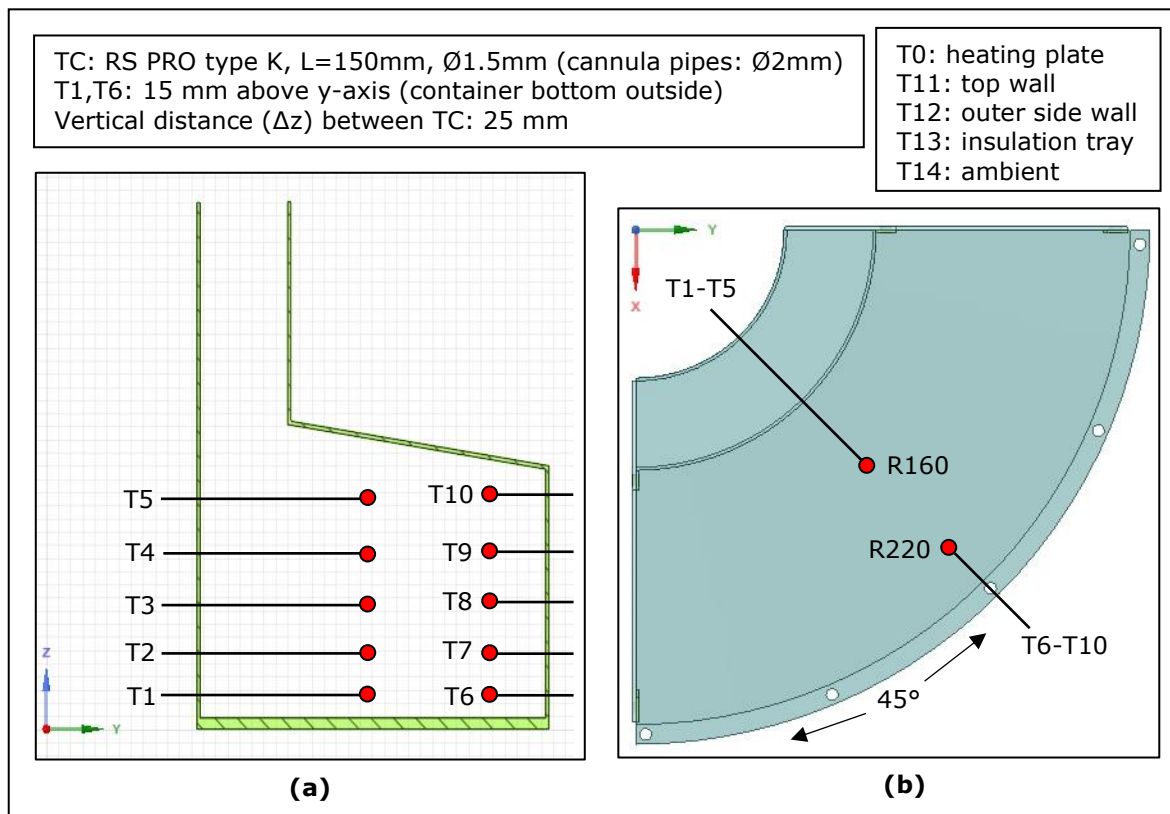 TC: RS PRO type K, L=150mm, Ø1.5mm (cannula pipes: Ø2mm)
T1,T6: 15 mm above y-axis (container bottom outside)
Vertical distance (Δz) between TC: 25 mm
T0: heating plate
T11: top wall
T12: outer side wall
T13: insulation tray
T14: ambient
T5
T10
T4
T9
T3
T8
T2
T7
T1
T6
Z
Y
(a)
Y
X
T1-T5
R160
R220
T6-T10
45°
(b)